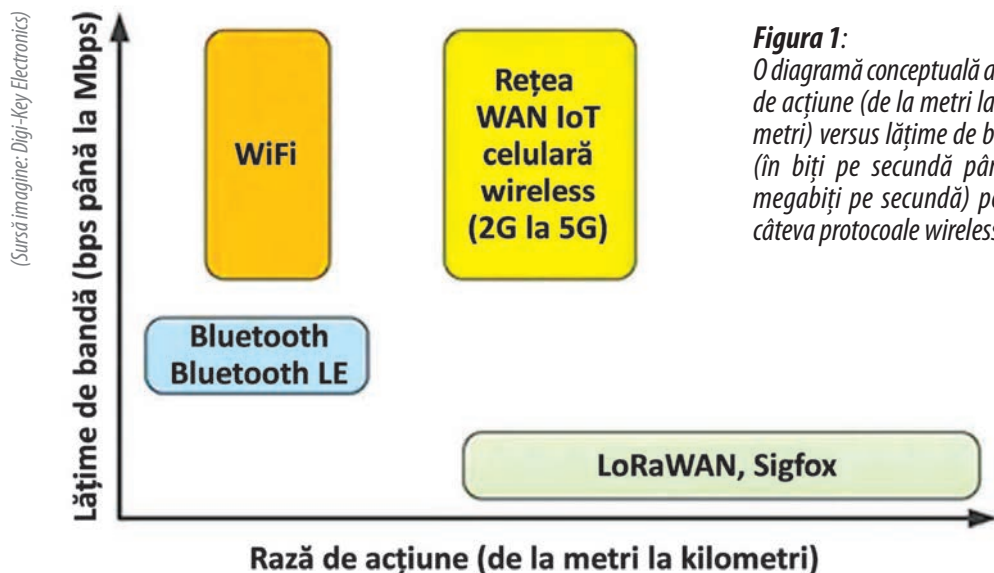 (Sursă imagine: Digi-Key Electronics)
Lățime de bandă (bps până la Mbps)
WiFi
Rețea
WAN IoT
celulară
wireless
(2G la 5G)
Bluetooth
Bluetooth LE
LoRaWAN, Sigfox
Rază de acțiune (de la metri la kilometri)
Figura 1:
O diagramă conceptuală
de acțiune (de la metri la
metri) versus lățime de
(în biți pe secundă
megabiți pe secundă)
câteva protocoale wireless